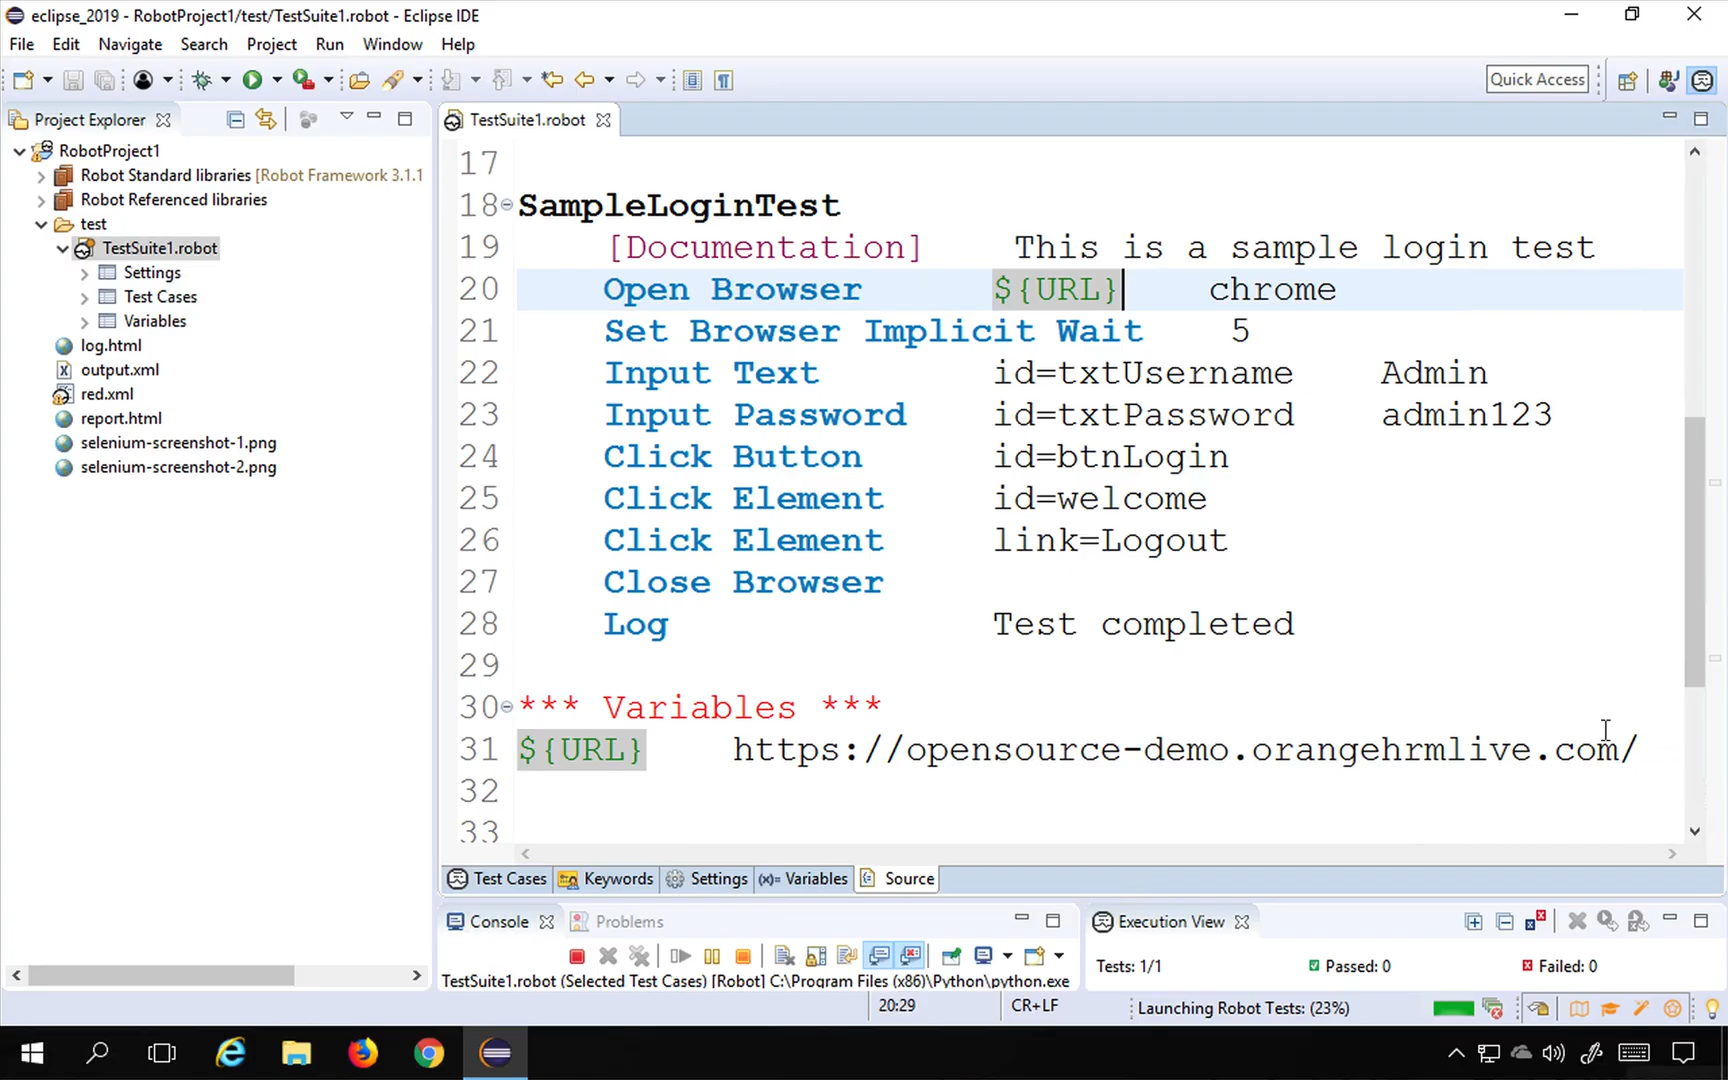 eclipse_2019 - RobotProject1/test/TestSuite1.robot - Eclipse IDE
File Edit Navigate Search Project Run Window Help
Quick Access
Project Explorer
TestSuite1.robot
RobotProject1
Robot Standard libraries [Robot Framework 3.1.1
Robot Referenced libraries
test
TestSuite1.robot
Settings
Test Cases
Variables
log.html
output.xml
red.xml
report.html
selenium-screenshot-1.png
selenium-screenshot-2.png
17
18 SampleLoginTest
19 [Documentation] This is a sample login test
20 Open Browser ${URL} chrome
21 Set Browser Implicit Wait 5
22 Input Text id=txtUsername Admin
23 Input Password id=txtPassword admin123
24 Click Button id=btnLogin
25 Click Element id=welcome
26 Click Element link=Logout
27 Close Browser
28 Log Test completed
29
30 *** Variables ***
31 ${URL} https://opensource-demo.orangehrmlive.com/
32
33
Test Cases Keywords Settings (x)= Variables Source
Console Problems
TestSuite1.robot (Selected Test Cases) [Robot] C:\Program Files (x86)\Python\python.exe
Execution View
Tests: 1/1 Passed: 0 Failed: 0
20:29 CR+LF Launching Robot Tests: (23%)